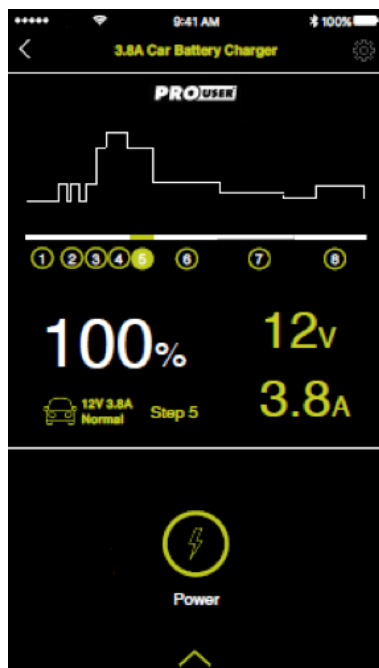 9:41 AM 100%
3.8A Car Battery Charger
PROUSER
1 2 3 4 5 6 7 8
100% 12v
12V 3.8A
Normal Step 5 3.8A
Power